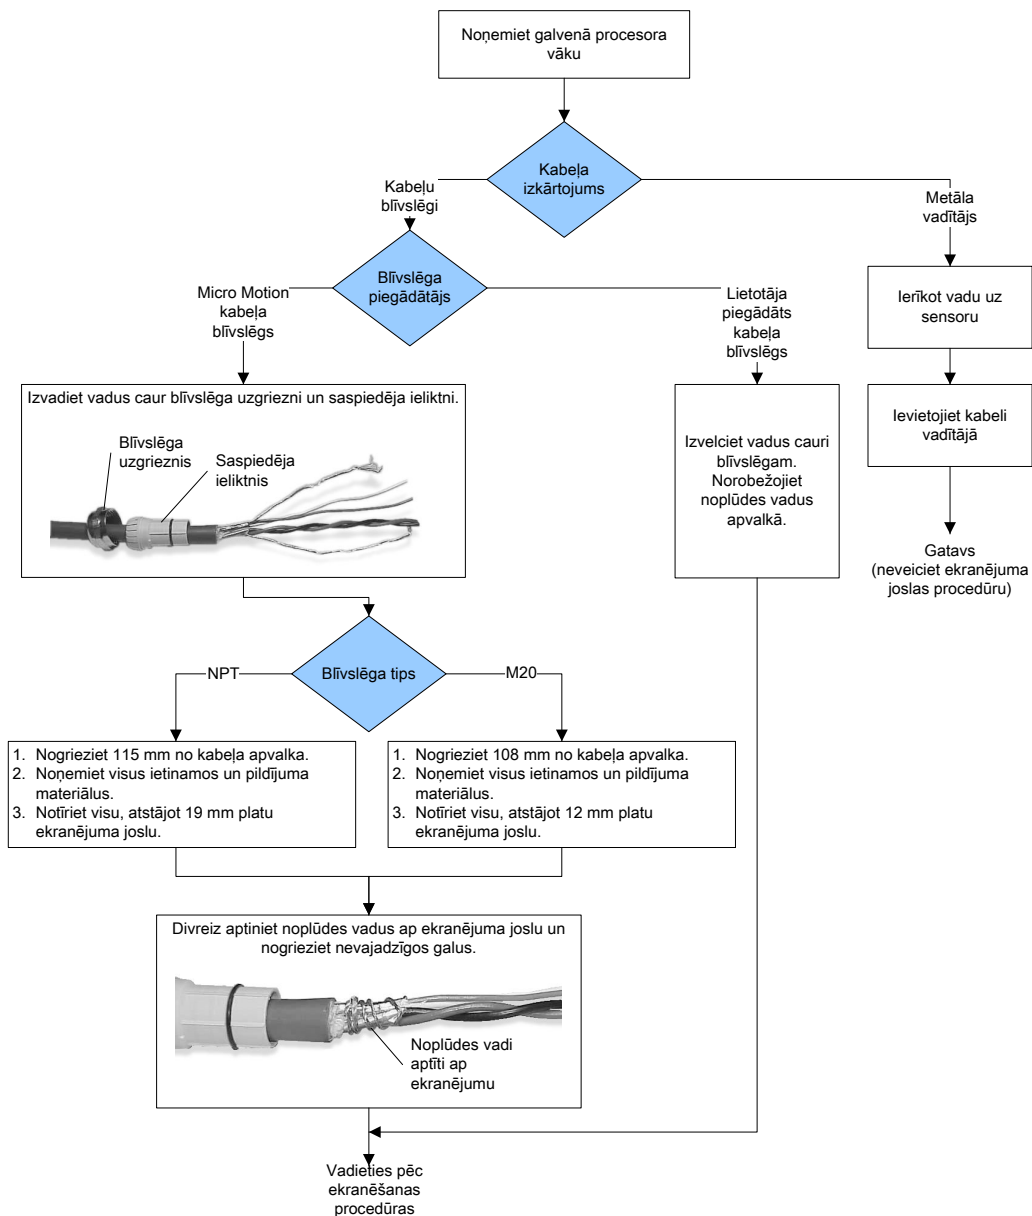 Noņemiet galvenā procesora
vāku
Kabeļa
izkārtojums
Kabeļu
blīvslēgi
Metāla
vadītājs
Blīvslēga
piegādātājs
Micro Motion
kabeļa
blīvslēgs
Lietotāja
piegādāts
kabeļa
blīvslēgs
Ierīkot vadu uz
sensoru
Izvadiet vadus caur blīvslēga uzgriezni un saspiedēja ieliktni.
Blīvslēga
uzgrieznis
Saspiedēja
ieliktnis
Izvelciet vadus cauri
blīvslēgam.
Norobežojiet
noplūdes vadus
apvalkā.
Ievietojiet kabeli
vadītājā
Gatavs
(neveiciet ekranējuma
joslas procedūru)
Blīvslēga tips
NPT
M20
1. Nogrieziet 115 mm no kabeļa apvalka.
2. Noņemiet visus ietinamos un pildījuma
materiālus.
3. Notīriet visu, atstājot 19 mm platu
ekranējuma joslu.
1. Nogrieziet 108 mm no kabeļa apvalka.
2. Noņemiet visus ietinamos un pildījuma
materiālus.
3. Notīriet visu, atstājot 12 mm platu
ekranējuma joslu.
Divreiz aptiniet noplūdes vadus ap ekranējuma joslu un
nogrieziet nevajadzīgos galus.
Noplūdes vadi
aptīti ap
ekranējumu
Vadieties pēc
ekranēšanas
procedūras